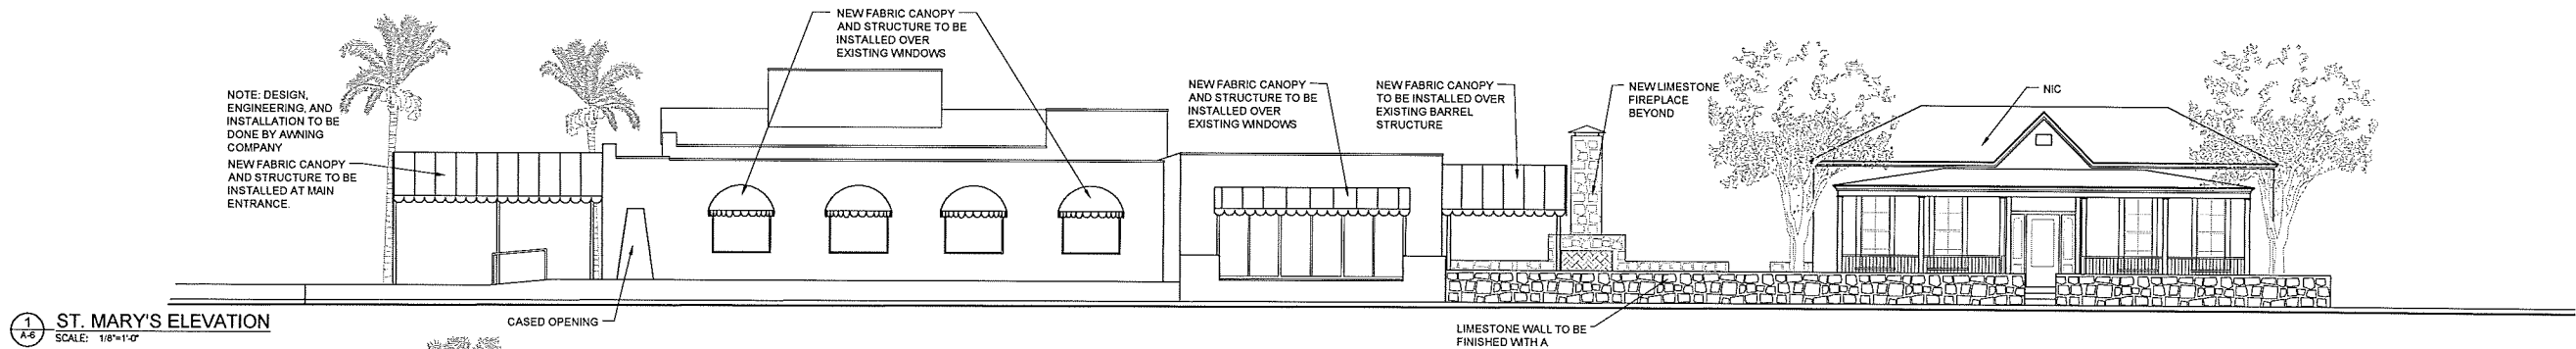 NEW FABRIC CANOPY
AND STRUCTURE TO BE
INSTALLED OVER
EXISTING WINDOWS
NOTE: DESIGN,
ENGINEERING, AND
INSTALLATION TO BE
DONE BY AWNING
COMPANY
NEW FABRIC CANOPY
AND STRUCTURE TO BE
INSTALLED AT MAIN
ENTRANCE.
NEW FABRIC CANOPY
AND STRUCTURE TO BE
INSTALLED OVER
EXISTING WINDOWS
NEW FABRIC CANOPY
TO BE INSTALLED OVER
EXISTING BARREL
STRUCTURE
NEW LIMESTONE
FIREPLACE
BEYOND
NIC
CASED OPENING
LIMESTONE WALL TO BE
FINISHED WITH A
1
A-6
ST. MARY'S ELEVATION
SCALE: 1/8"=1'-0"